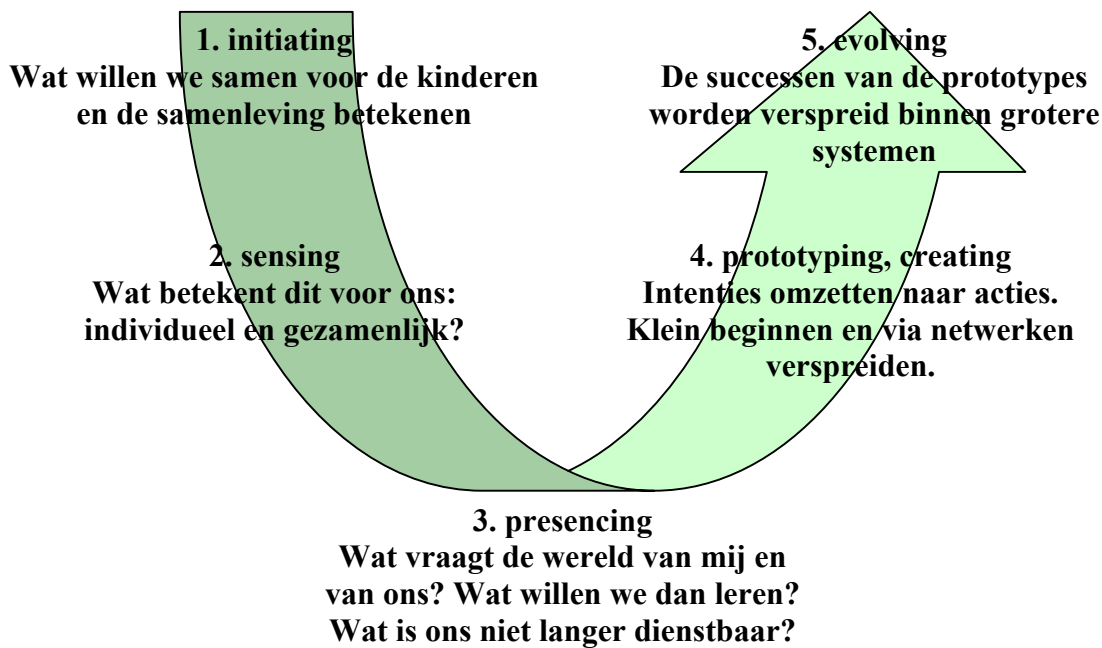 1. initiating
Wat willen we samen voor de kinderen
en de samenleving betekenen
2. sensing
Wat betekent dit voor ons:
individueel en gezamenlijk?
3. presencing
Wat vraagt de wereld van mij en
van ons? Wat willen we dan leren?
Wat is ons niet langer dienstbaar?
4. prototyping, creating
Intenties omzetten naar acties.
Klein beginnen en via netwerken
verspreiden.
5. evolving
De successen van de prototypes
worden verspreid binnen grotere
systemen